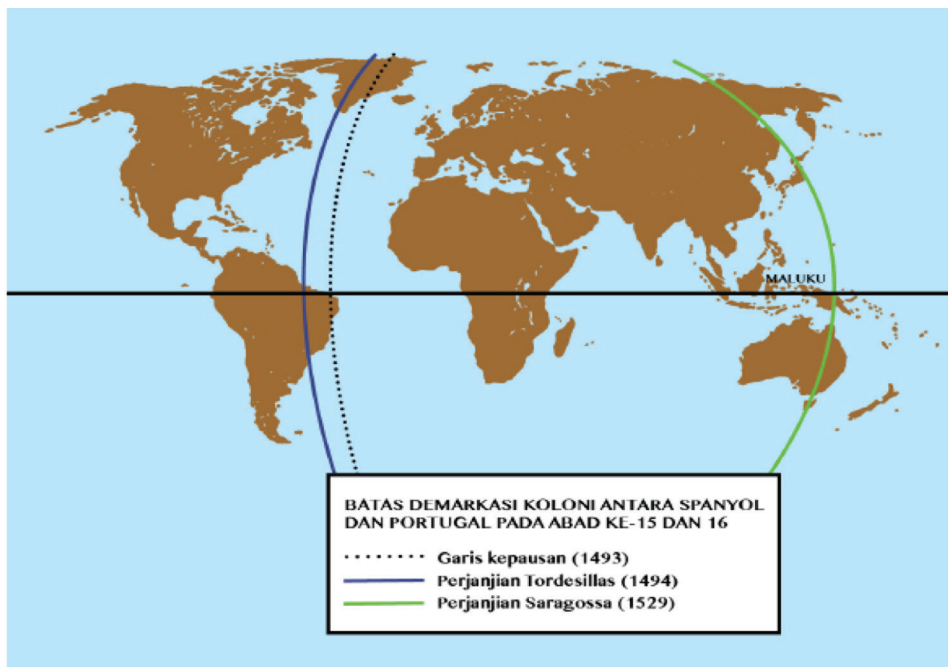 MALUKU
BATAS DEMARKASI KOLONI ANTARA SPANYOL
DAN PORTUGAL PADA ABAD KE-15 DAN 16
Garis kepausan (1493)
Perjanjian Tordesillas (1494)
Perjanjian Saragossa (1529)